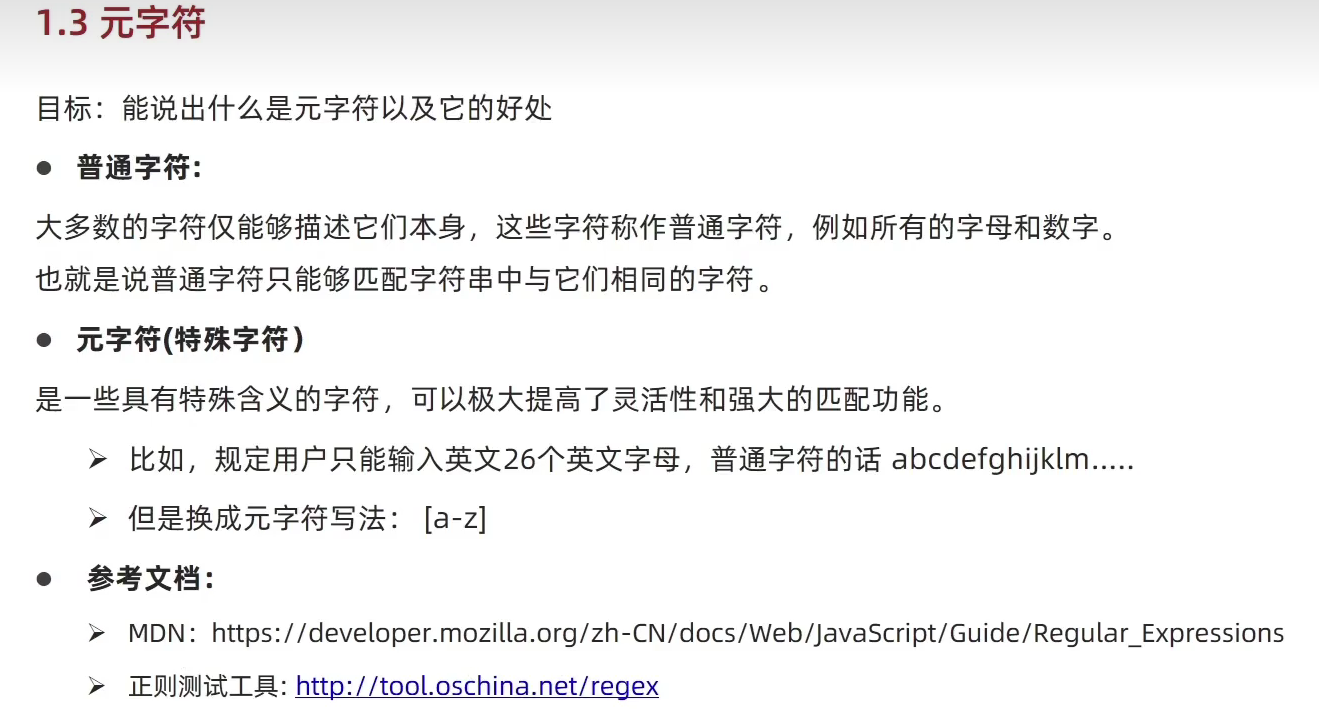 1.3 元字符
目标：能说出什么是元字符以及它的好处
● 普通字符:
大多数的字符仅能够描述它们本身，这些字符称作普通字符，例如所有的字母和数字。
也就是说普通字符只能够匹配字符串中与它们相同的字符。
● 元字符(特殊字符）
是一些具有特殊含义的字符，可以极大提高了灵活性和强大的匹配功能。
➢ 比如，规定用户只能输入英文26个英文字母，普通字符的话 abcdefghijklm.....
➢ 但是换成元字符写法： [a-z]
● 参考文档：
➢ MDN：https://developer.mozilla.org/zh-CN/docs/Web/JavaScript/Guide/Regular_Expressions
➢ 正则测试工具: http://tool.oschina.net/regex